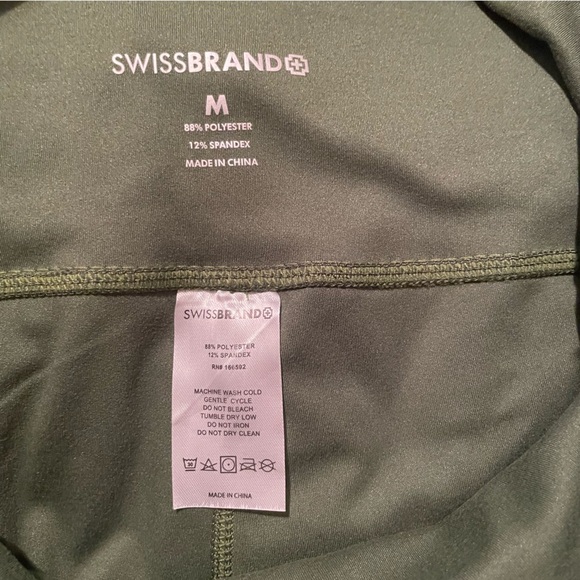 SWISSBRAND
M
88% POLYESTER
12% SPANDEX
MADE IN CHINA
SWISSBRAND
88% POLYESTER
12% SPANDEX
RN# 166592
MACHINE WASH COLD
GENTLE CYCLE
DO NOT BLEACH
TUMBLE DRY LOW
DO NOT IRON
DO NOT DRY CLEAN
30
MADE IN CHINA